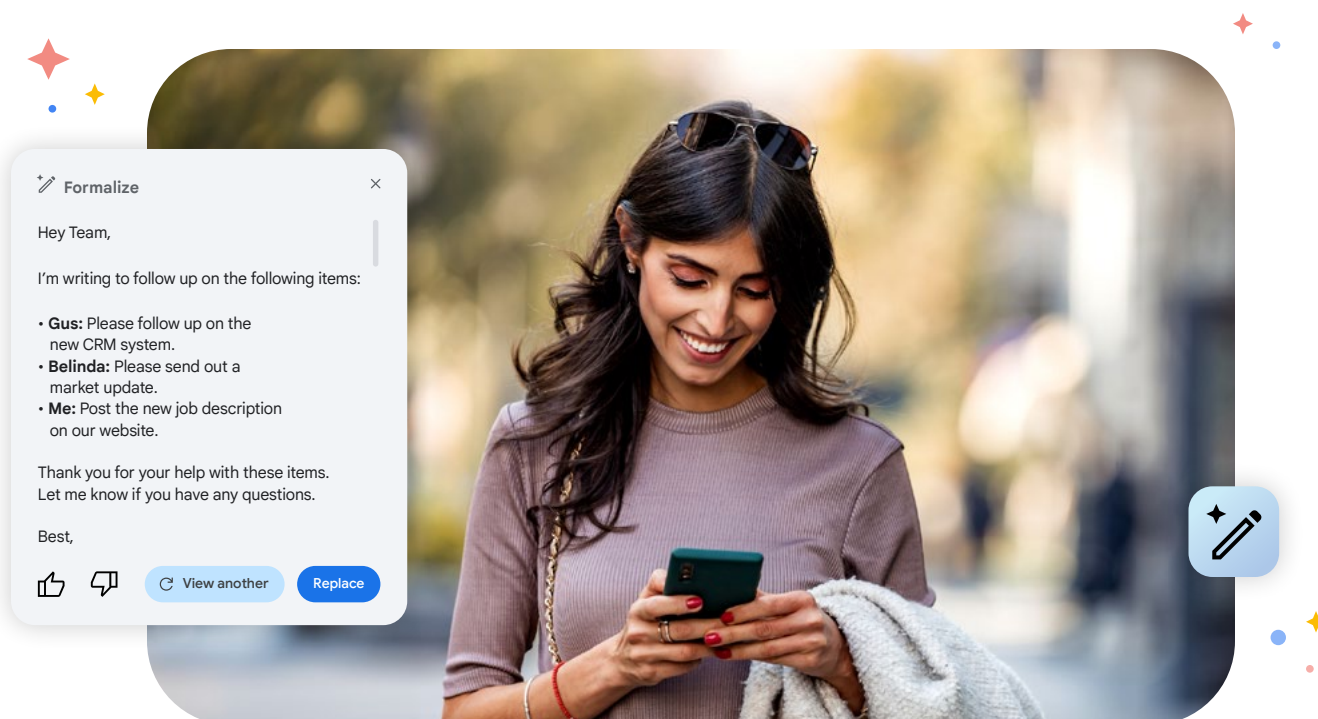 Formalize
Hey Team,
I'm writing to follow up on the following items:
• Gus: Please follow up on the
new CRM system.
• Belinda: Please send out a
market update.
• Me: Post the new job description
on our website.
Thank you for your help with these items.
Let me know if you have any questions.
Best,
View another
Replace